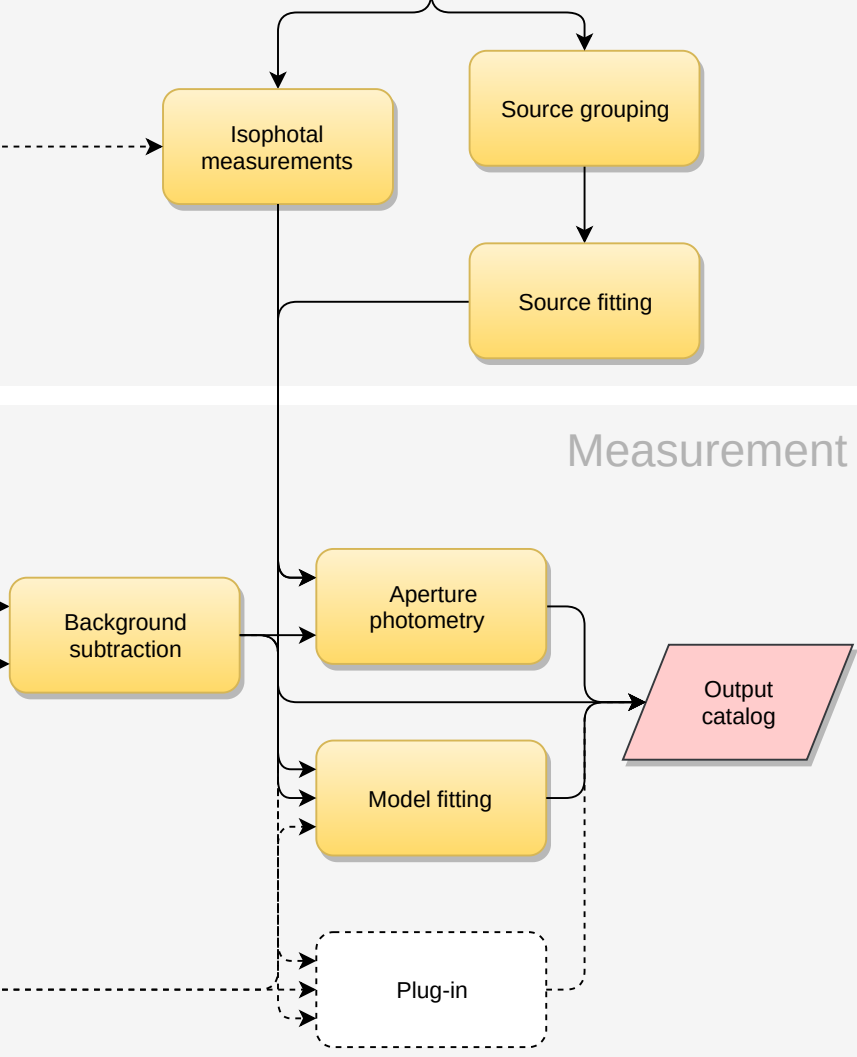 Isophotal
measurements
Source grouping
Source fitting
Measurement
Background
subtraction
Aperture
photometry
Output
catalog
Model fitting
Plug-in